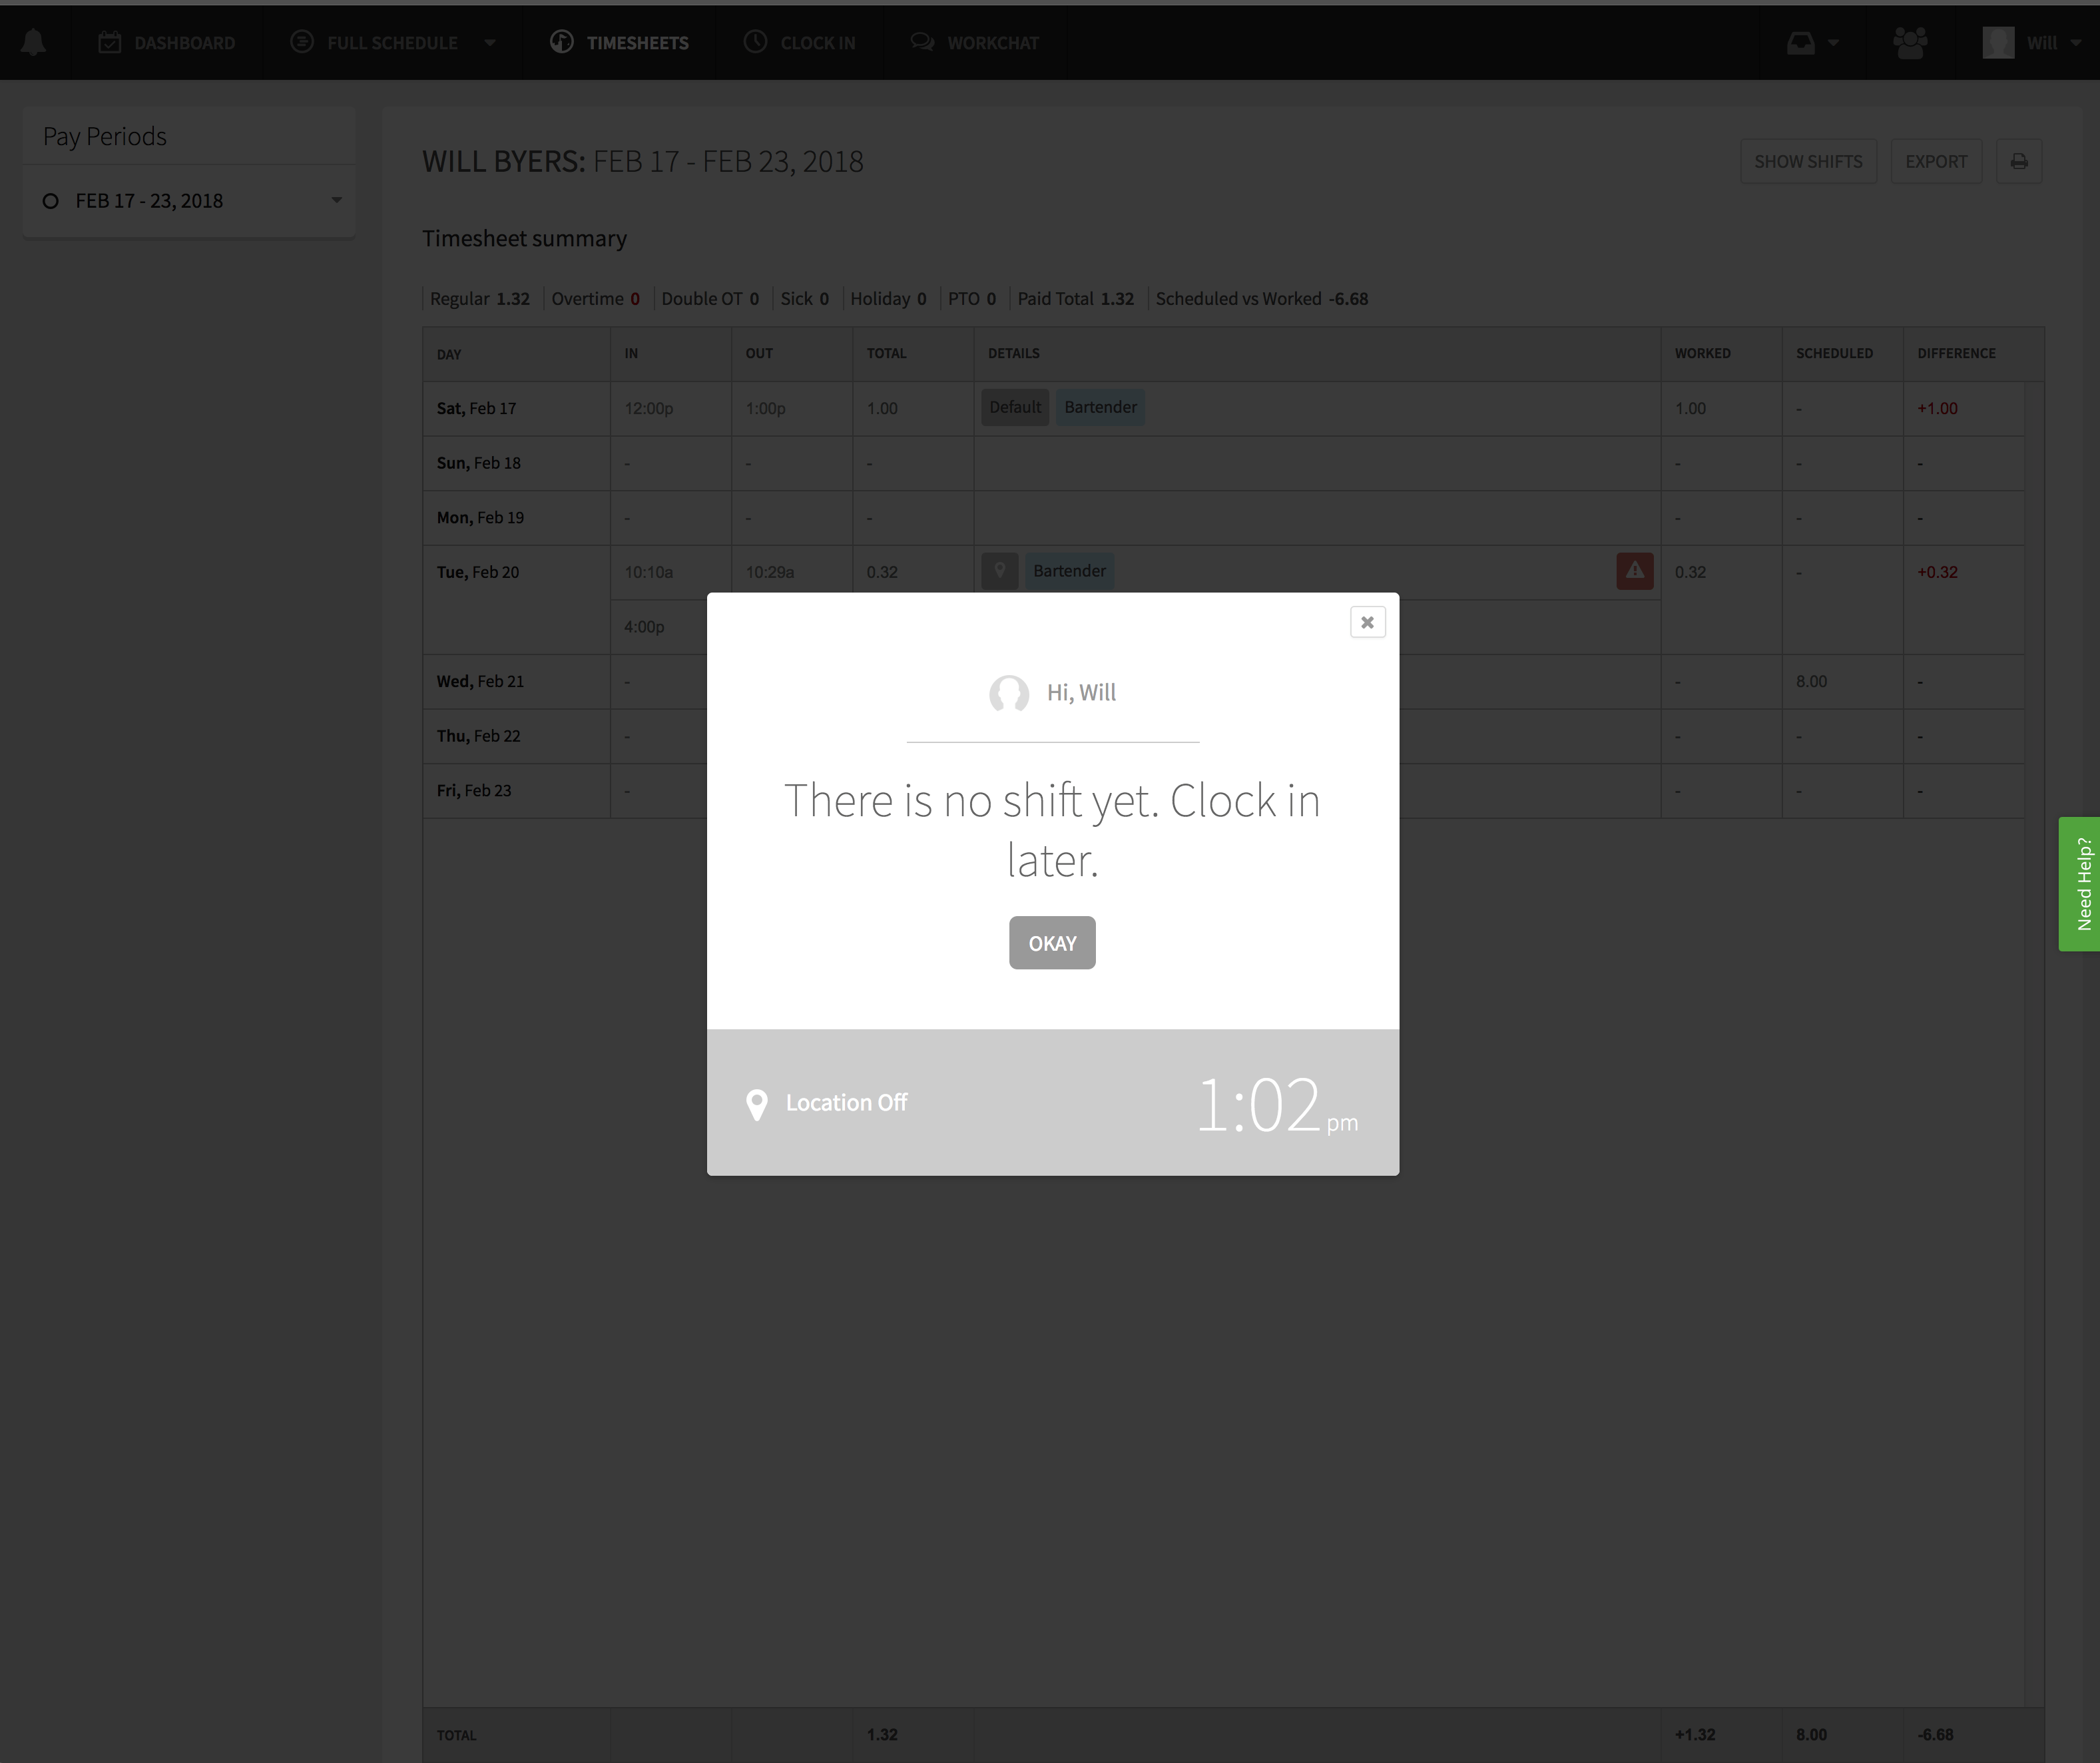 DASHBOARD FULL SCHEDULE TIMESHEETS CLOCK IN WORKCHAT Will
Pay Periods
FEB 17 - 23, 2018
WILL BYERS: FEB 17 - FEB 23, 2018
SHOW SHIFTS EXPORT
Timesheet summary
Regular 1.32 Overtime 0 Double OT 0 Sick 0 Holiday 0 PTO 0 Paid Total 1.32 Scheduled vs Worked -6.68
DAY IN OUT TOTAL DETAILS WORKED SCHEDULED DIFFERENCE
Sat, Feb 17 12:00p 1:00p 1.00 Default Bartender 1.00 - +1.00
Sun, Feb 18 - - - - - -
Mon, Feb 19 - - - - - -
Tue, Feb 20 10:10a 10:29a 0.32 Bartender 0.32 - +0.32
4:00p
Wed, Feb 21 - - 8.00 -
Thu, Feb 22 - - - -
Fri, Feb 23 - - - -
Hi, Will
There is no shift yet. Clock in
later.
OKAY
Location Off
1:02 pm
Need Help?
TOTAL 1.32 +1.32 8.00 -6.68